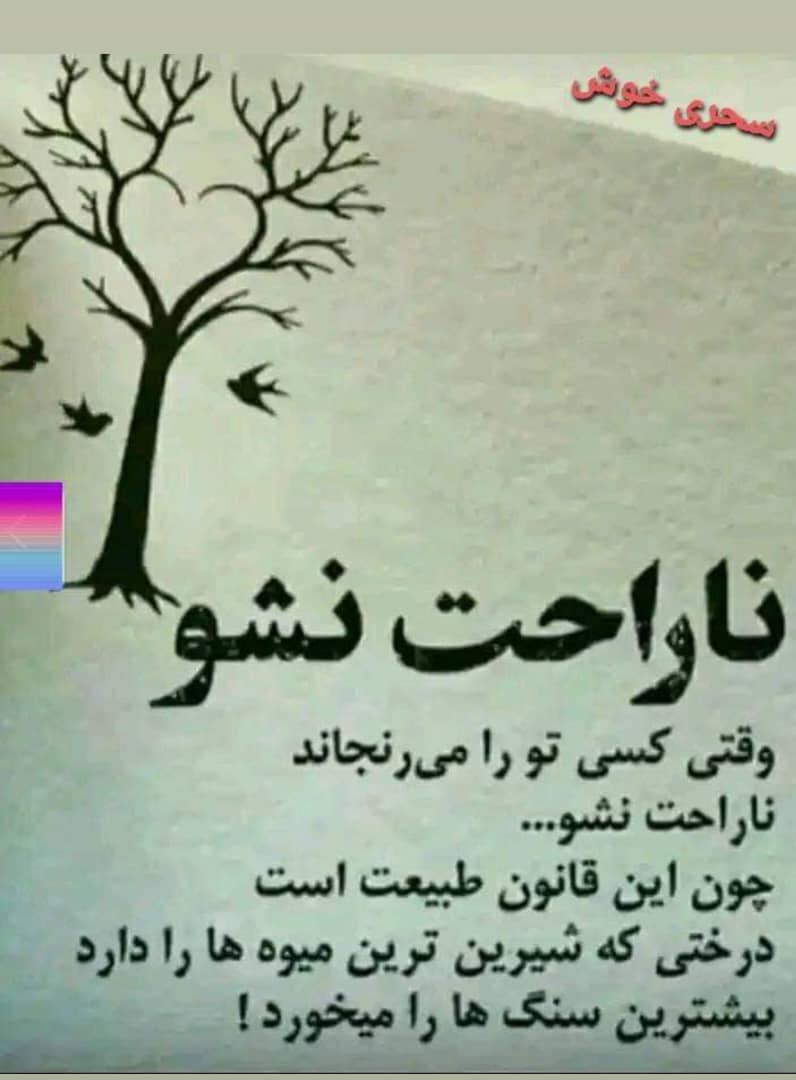 سحری خوش
ناراحت نشو
وقتی کسی تو را می‌رنجاند
ناراحت نشو...
چون این قانون طبیعت است
درختی که شیرین ترین میوه ها را دارد
بیشترین سنگ ها را میخورد !